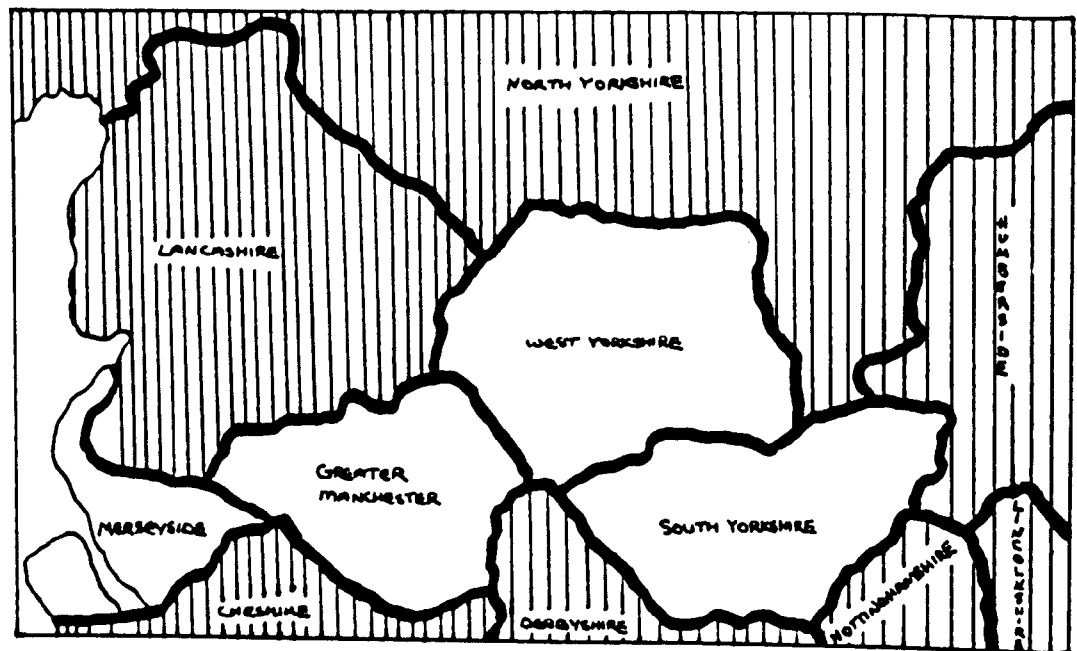 NORTH YORKSHIRE
LANCASHIRE
HUMBERSIDE
WEST YORKSHIRE
GREATER
MANCHESTER
MERSEYSIDE
SOUTH YORKSHIRE
CHESHIRE
DERBYSHIRE
NOTTINGHAMSHIRE